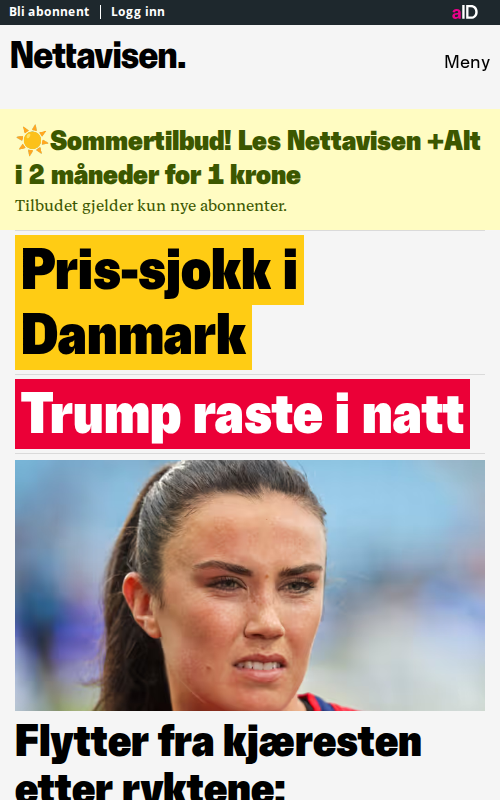 Bli abonnent | Logg inn
aID
Nettavisen.
Meny
Sommertilbud! Les Nettavisen +Alt
i 2 måneder for 1 krone
Tilbudet gjelder kun nye abonnenter.
Pris-sjokk i
Danmark
Trump raste i natt
Flytter fra kjæresten
etter ryktene: